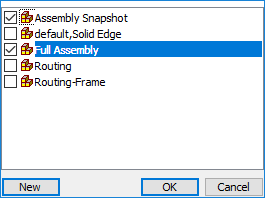 Assembly Snapshot
default,Solid Edge
Full Assembly
Routing
Routing-Frame
New OK Cancel